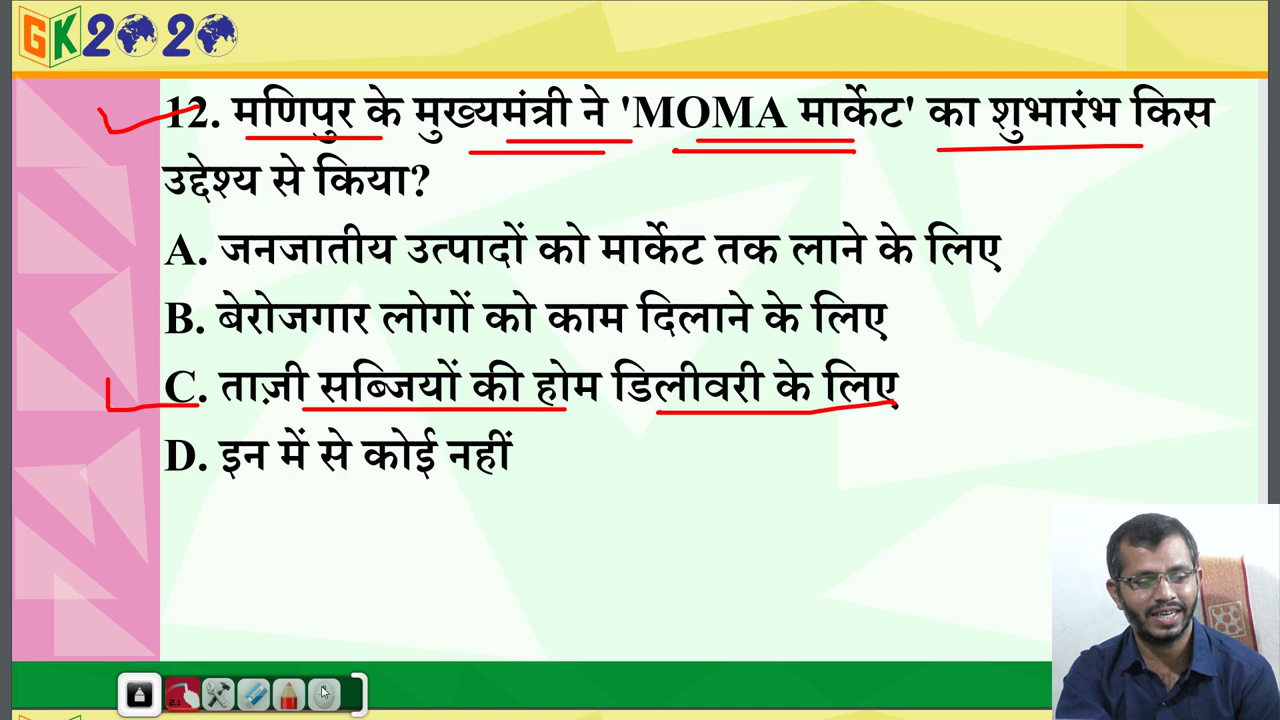 GK2020
12. मणिपुर के मुख्यमंत्री ने 'MOMA मार्केट' का शुभारंभ किस
उद्देश्य से किया?
A. जनजातीय उत्पादों को मार्केट तक लाने के लिए
B. बेरोजगार लोगों को काम दिलाने के लिए
C. ताज़ी सब्जियों की होम डिलीवरी के लिए
D. इन में से कोई नहीं